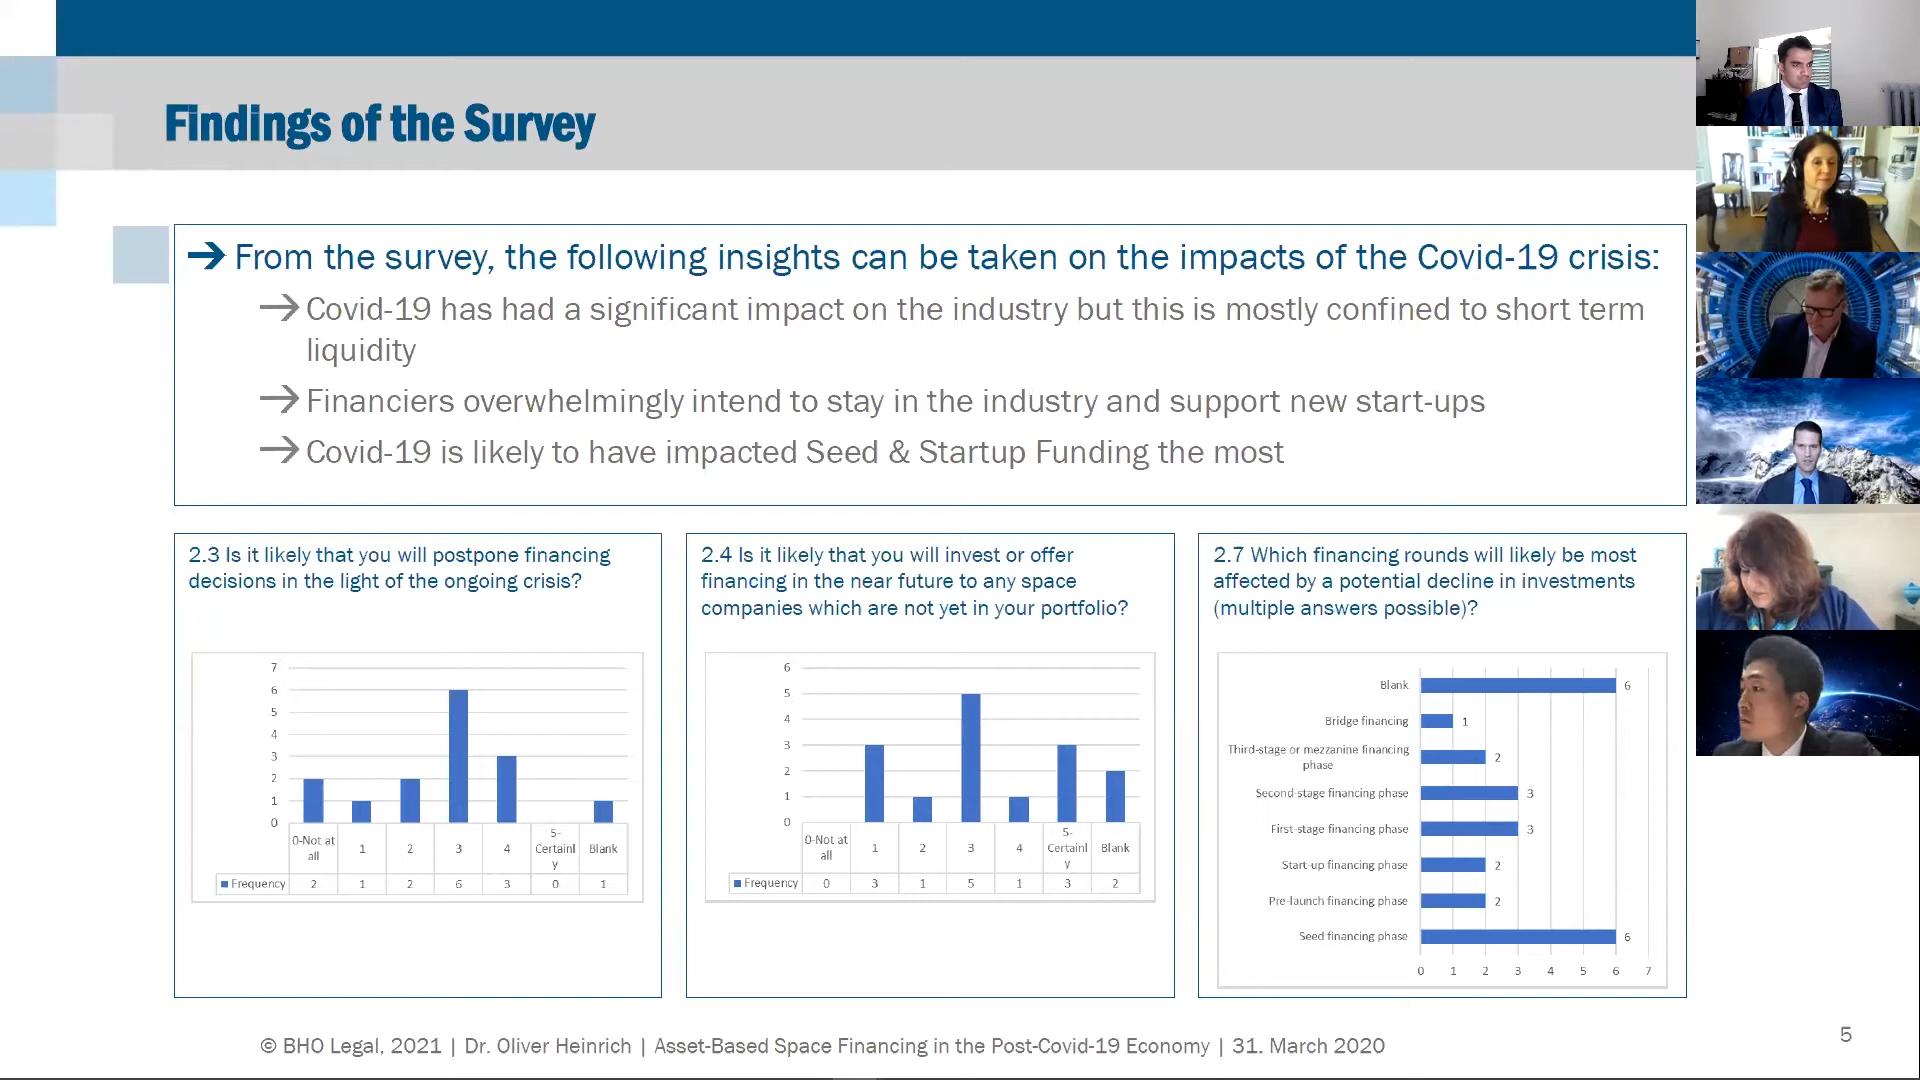 Findings of the Survey
From the survey, the following insights can be taken on the impacts of the Covid-19 crisis:
Covid-19 has had a significant impact on the industry but this is mostly confined to short term
liquidity
Financiers overwhelmingly intend to stay in the industry and support new start-ups
Covid-19 is likely to have impacted Seed & Startup Funding the most
2.3 Is it likely that you will postpone financing
decisions in the light of the ongoing crisis?
7
6
5
4
3
2
1
0
0-Not at
all
1
2
3
4
5-
Certainl
y
Blank
Frequency 2 1 2 6 3 0 1
2.4 Is it likely that you will invest or offer
financing in the near future to any space
companies which are not yet in your portfolio?
6
5
4
3
2
1
0
0-Not at
all
1
2
3
4
5-
Certainl
y
Blank
Frequency 0 3 1 5 1 3 2
2.7 Which financing rounds will likely be most
affected by a potential decline in investments
(multiple answers possible)?
Blank 6
Bridge financing 1
Third-stage or mezzanine financing
phase 2
Second-stage financing phase 3
First-stage financing phase 3
Start-up financing phase 2
Pre-launch financing phase 2
Seed financing phase 6
0 1 2 3 4 5 6 7
© BHO Legal, 2021 | Dr. Oliver Heinrich | Asset-Based Space Financing in the Post-Covid-19 Economy | 31. March 2020
5